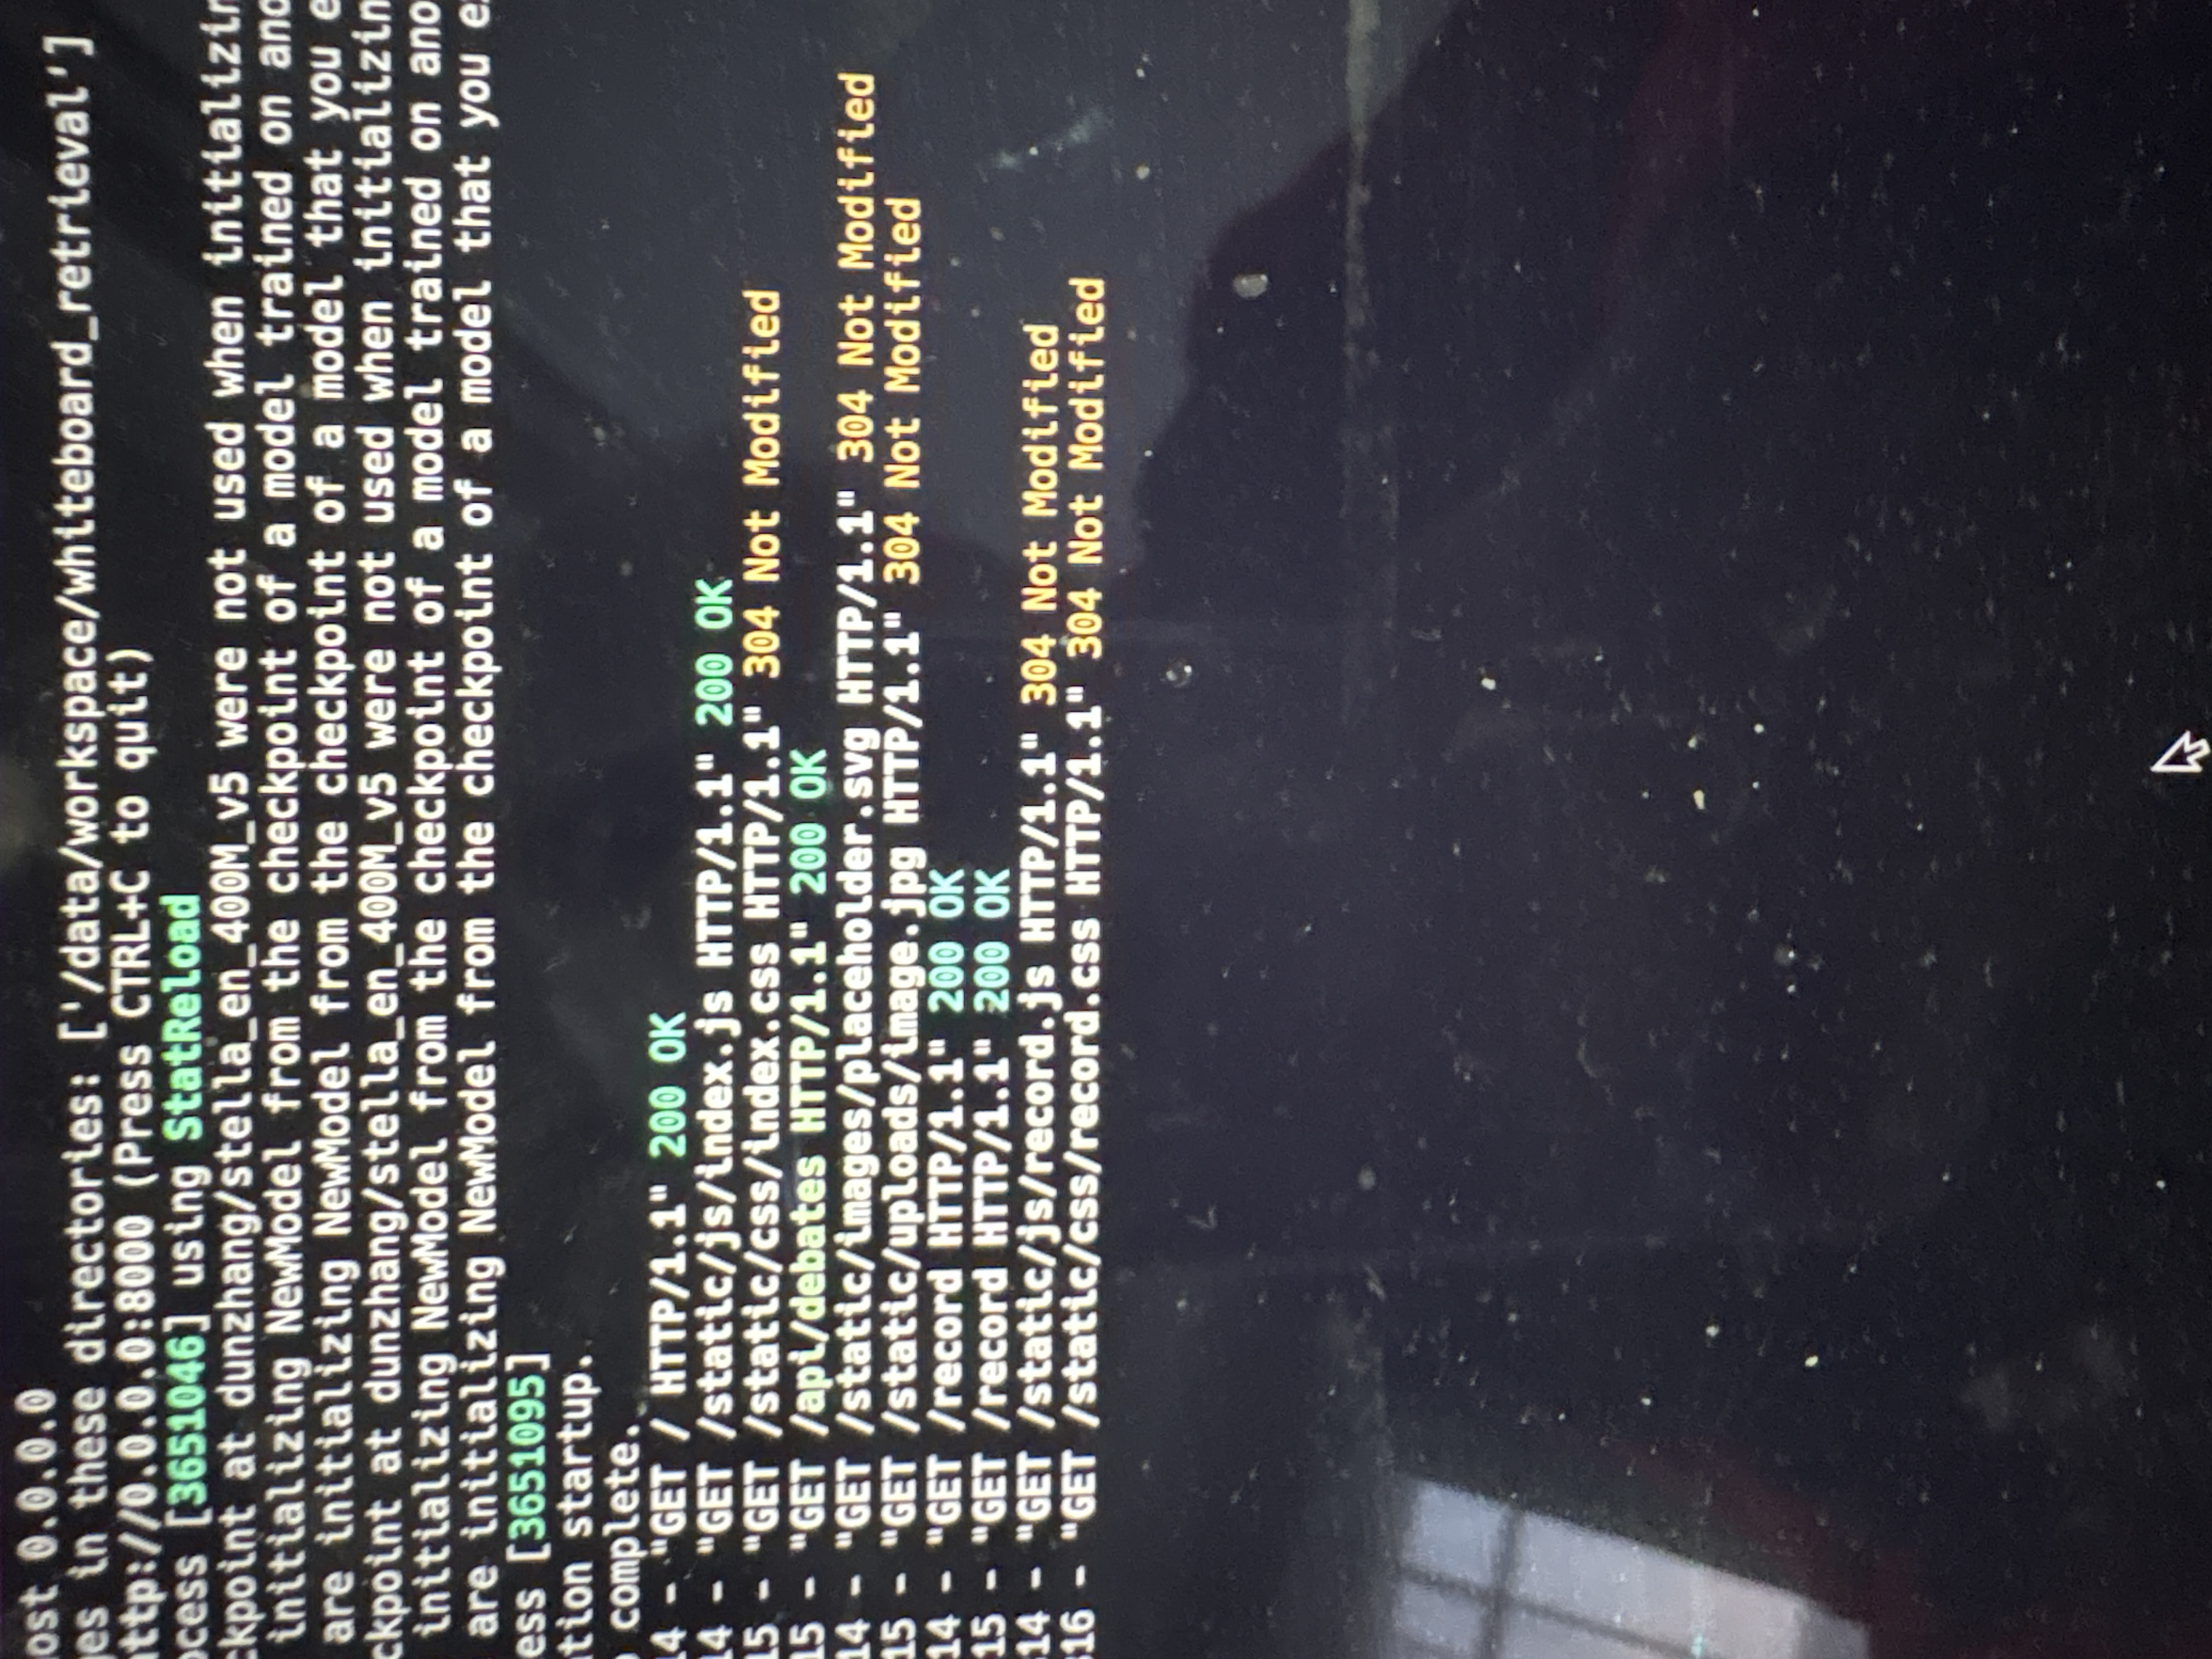 ost 0.0.0.0
ges in these directories: ['/data/workspace/whiteboard_retrieval']
ttp://0.0.0.0:8000 (Press CTRL+C to quit)
ocess [3651046] using StatReload
ckpoint at dunzhang/stella_en_400M_v5 were not used when initializin
initializing NewModel from the checkpoint of a model trained on ano
are initializing NewModel from the checkpoint of a model that you e
ckpoint at dunzhang/stella_en_400M_v5 were not used when initializin
initializing NewModel from the checkpoint of a model trained on ano
are initializing NewModel from the checkpoint of a model that you e
ess [3651095]
tion startup.
complete.
14 - "GET / HTTP/1.1" 200 OK
14 - "GET /static/js/index.js HTTP/1.1" 200 OK
15 - "GET /static/css/index.css HTTP/1.1" 304 Not Modified
15 - "GET /api/debates HTTP/1.1" 200 OK
14 - "GET /static/images/placeholder.svg HTTP/1.1" 304 Not Modified
15 - "GET /static/uploads/image.jpg HTTP/1.1" 304 Not Modified
14 - "GET /record HTTP/1.1" 200 OK
15 - "GET /record HTTP/1.1" 200 OK
14 - "GET /static/js/record.js HTTP/1.1" 304 Not Modified
316 - "GET /static/css/record.css HTTP/1.1" 304 Not Modified